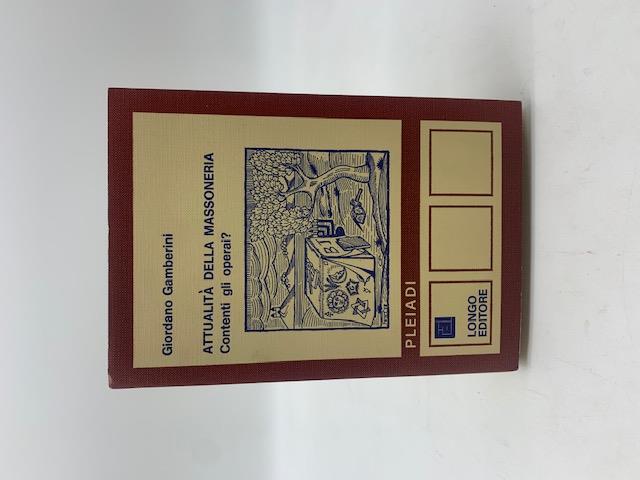 Giordano Gamberini
ATTUALITÀ DELLA MASSONERIA
Contenti gli operai?
PLEIADI
LONGO
EDITORE